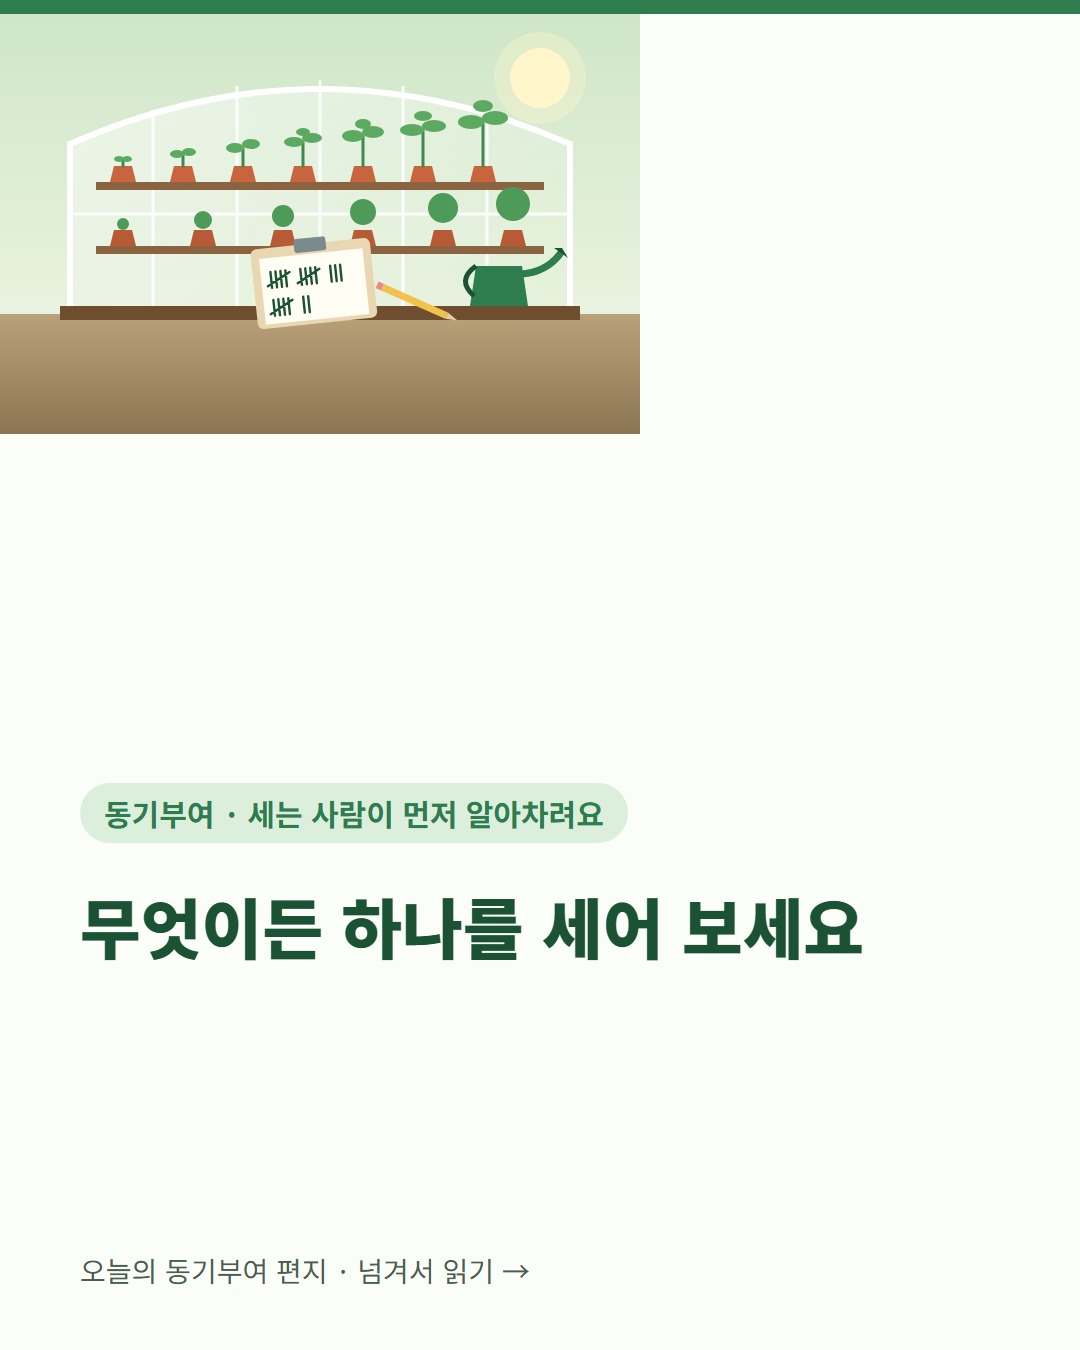 동기부여 · 세는 사람이 먼저 알아차려요
무엇이든 하나를 세어 보세요
오늘의 동기부여 편지 · 넘겨서 읽기 →